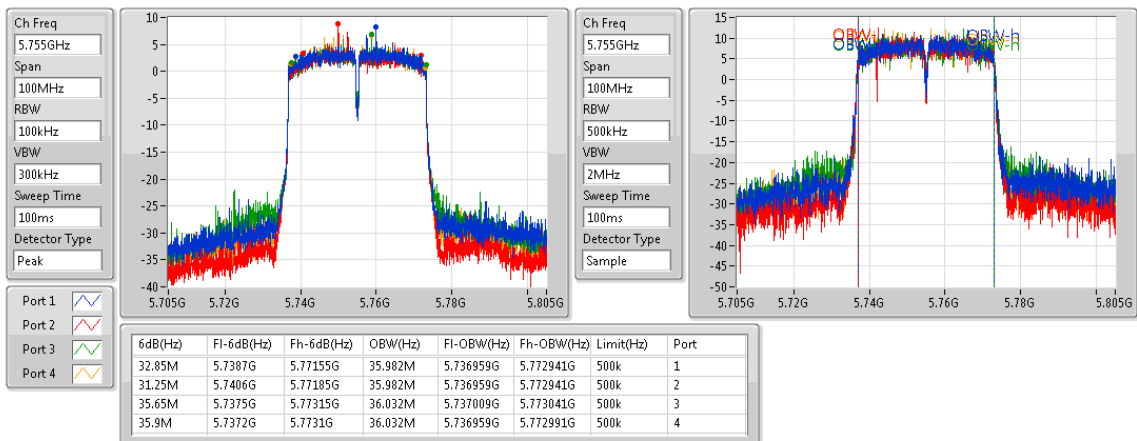 Ch Freq
5.755GHz
Span
100MHz
RBW
100kHz
VBW
300kHz
Sweep Time
100ms
Detector Type
Peak
10
5
0
-5
-10
-15
-20
-25
-30
-35
-40
5.705G
5.72G
5.74G
5.76G
5.78G
5.805G
Ch Freq
5.755GHz
Span
100MHz
RBW
500kHz
VBW
2MHz
Sweep Time
100ms
Detector Type
Sample
15
10
5
0
-5
-10
-15
-20
-25
-30
-35
-40
-45
-50
OBW-h
5.705G
5.72G
5.74G
5.76G
5.78G
5.805G
Port 1
Port 2
Port 3
Port 4
6dB(Hz) Fl-6dB(Hz) Fh-6dB(Hz) OBW(Hz) Fl-OBW(Hz) Fh-OBW(Hz) Limit(Hz) Port
32.85M 5.7387G 5.77155G 35.982M 5.736959G 5.772941G 500k 1
31.25M 5.7406G 5.77185G 35.982M 5.736959G 5.772941G 500k 2
35.65M 5.7375G 5.77315G 36.032M 5.737009G 5.773041G 500k 3
35.9M 5.7372G 5.7731G 36.032M 5.736959G 5.772991G 500k 4